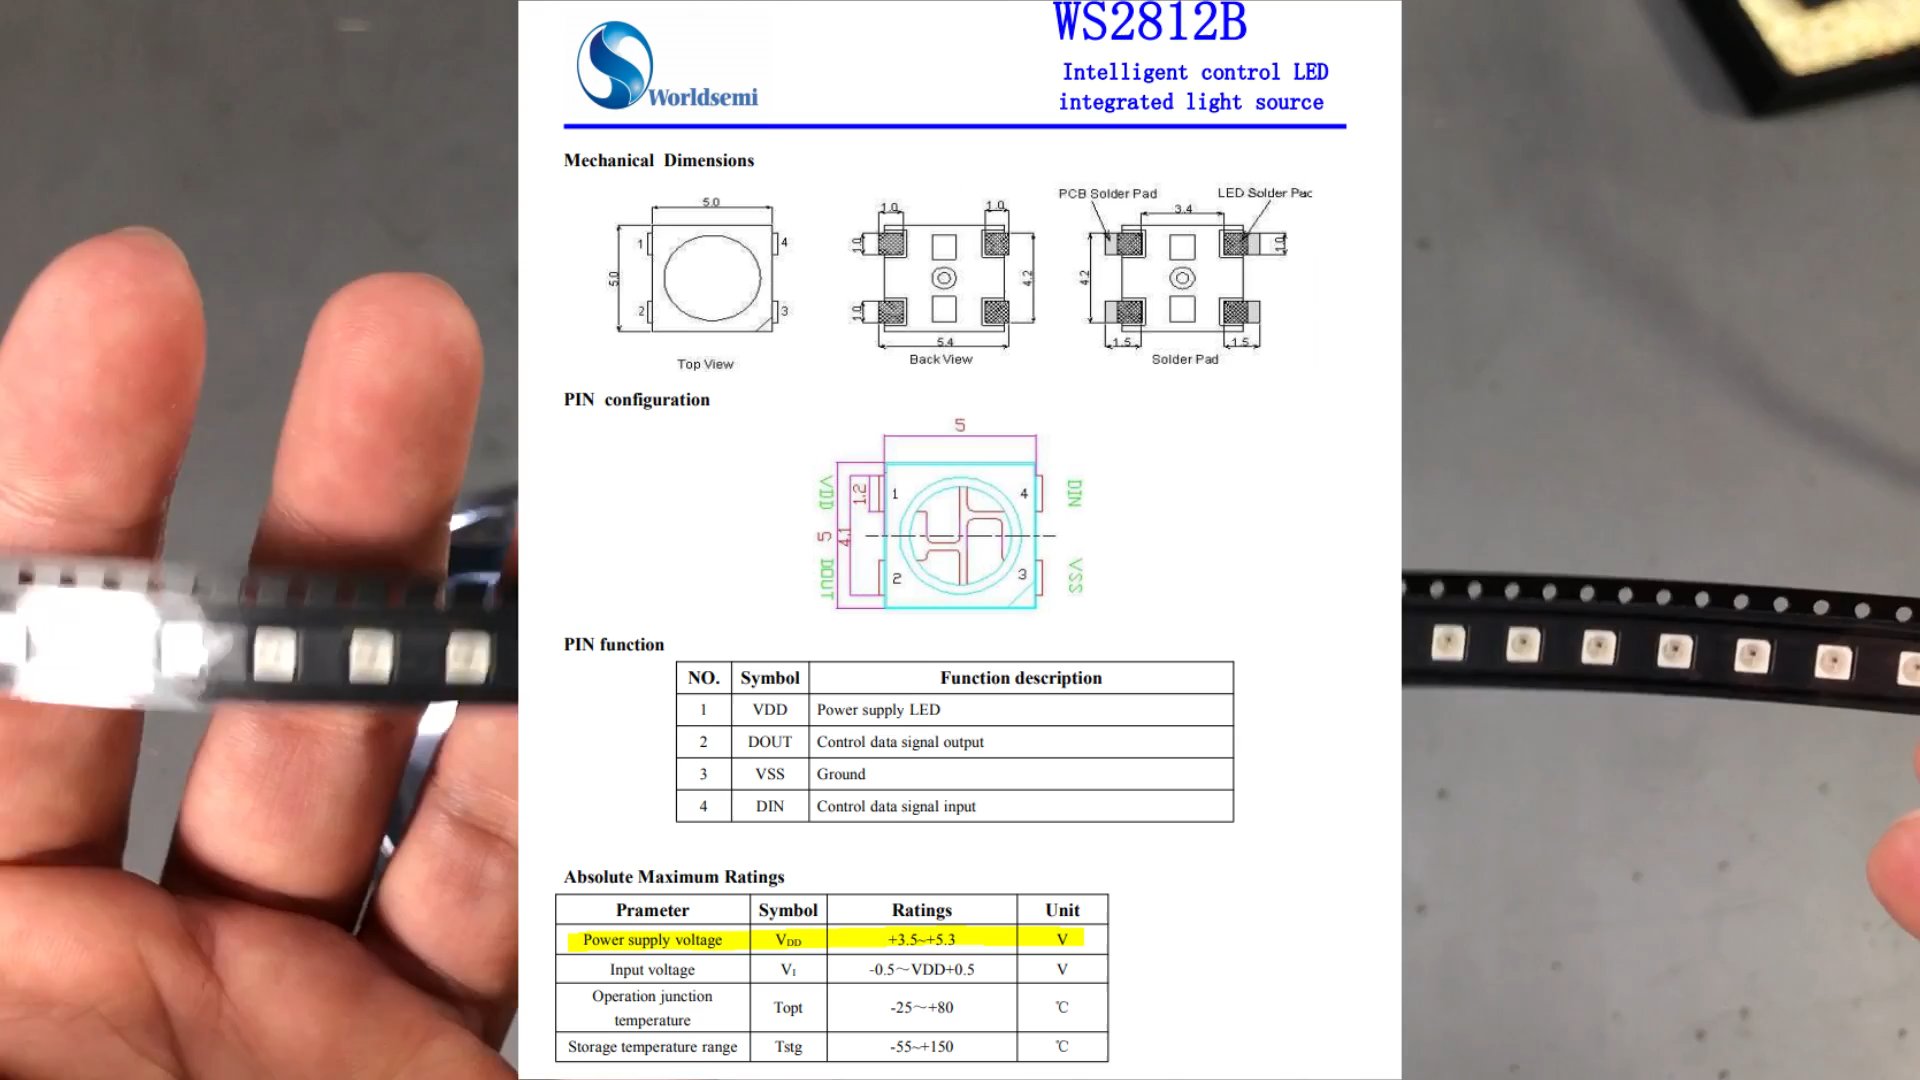 WS2812B
Worldsemi
Intelligent control LED
integrated light source
Mechanical Dimensions
PCB Solder Pad
LED Solder Pad
5.0
5.0
1
2
3
4
Top View
1.0
1.0
1.0
1.0
4.2
5.4
Back View
3.4
1.0
4.2
1.5
1.5
Solder Pad
PIN configuration
5
VDD
1.2
1
4
DIN
5
4.1
DOUT
2
3
VSS
PIN function
NO. Symbol Function description
1 VDD Power supply LED
2 DOUT Control data signal output
3 VSS Ground
4 DIN Control data signal input
Absolute Maximum Ratings
Prameter Symbol Ratings Unit
Power supply voltage VDD +3.5~+5.3 V
Input voltage VI -0.5～VDD+0.5 V
Operation junction
temperature Topt -25～+80 ℃
Storage temperature range Tstg -55~+150 ℃